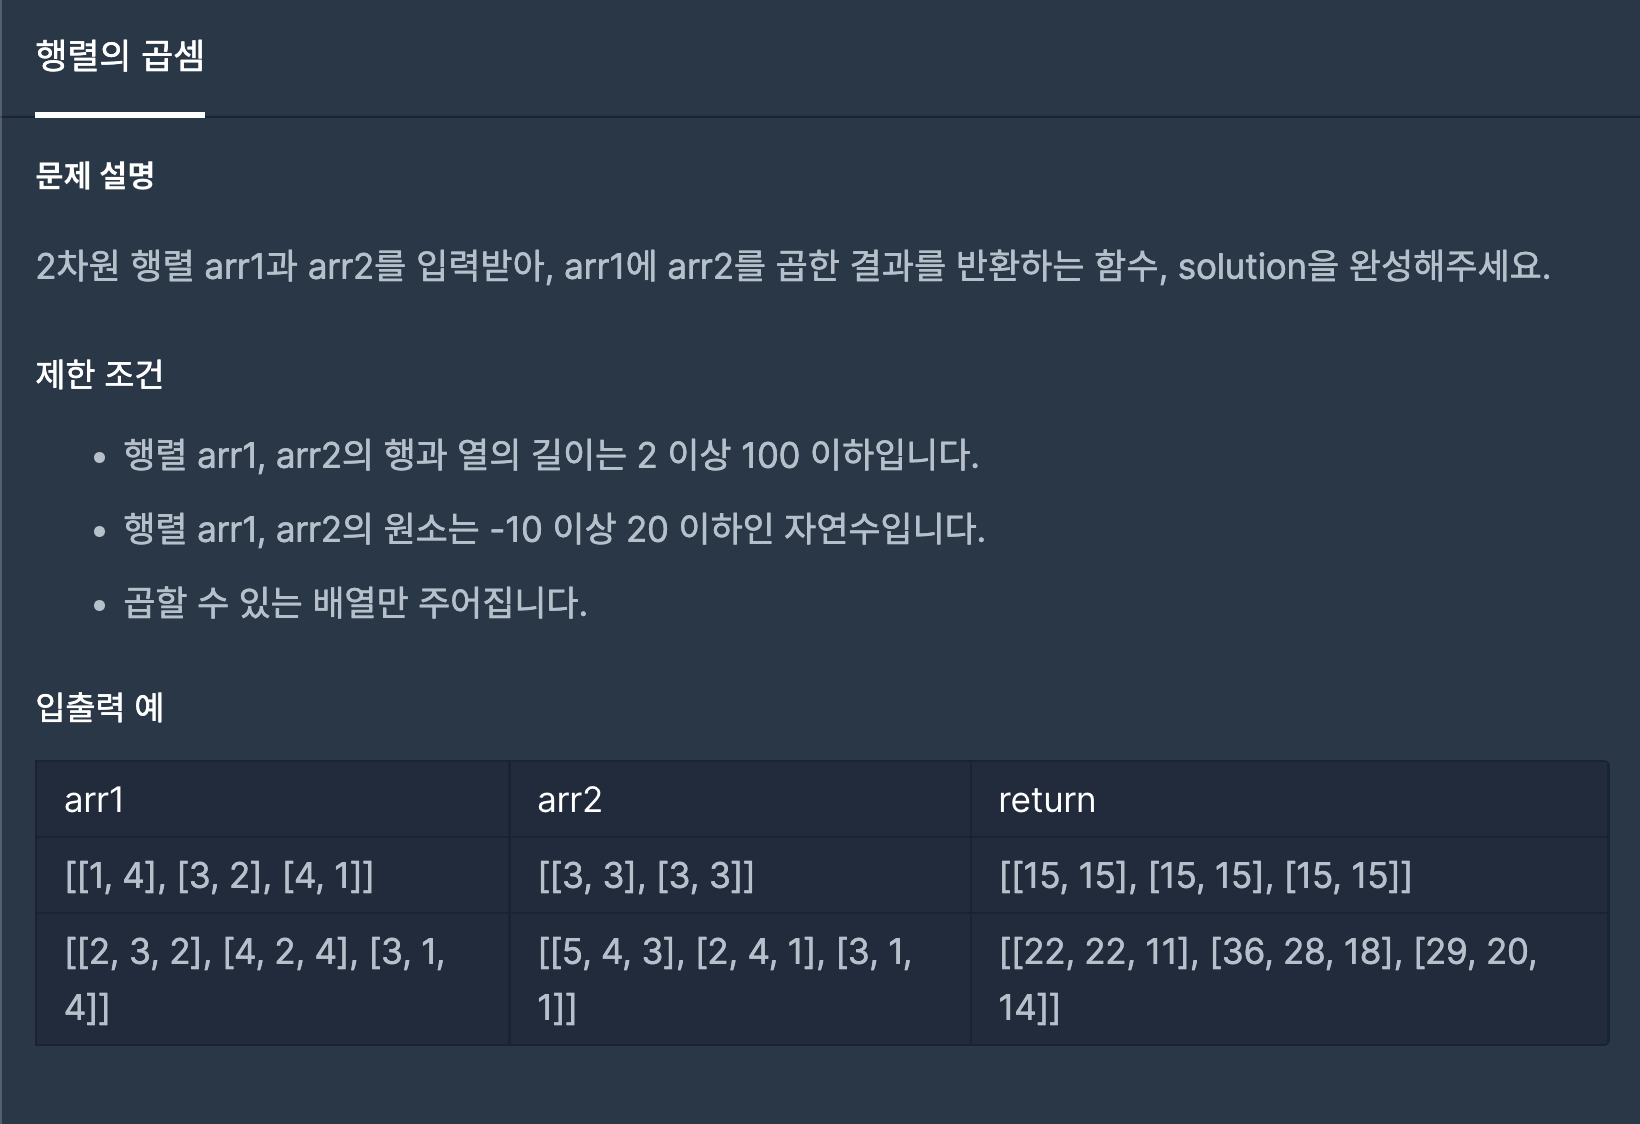 행렬의 곱셈
문제 설명
2차원 행렬 arr1과 arr2를 입력받아, arr1에 arr2를 곱한 결과를 반환하는 함수, solution을 완성해주세요.
제한 조건
• 행렬 arr1, arr2의 행과 열의 길이는 2 이상 100 이하입니다.
• 행렬 arr1, arr2의 원소는 -10 이상 20 이하인 자연수입니다.
• 곱할 수 있는 배열만 주어집니다.
입출력 예
arr1 arr2 return
[[1, 4], [3, 2], [4, 1]] [[3, 3], [3, 3]] [[15, 15], [15, 15], [15, 15]]
[[2, 3, 2], [4, 2, 4], [3, 1, [[5, 4, 3], [2, 4, 1], [3, 1, [[22, 22, 11], [36, 28, 18], [29, 20,
4]] 1]] 14]]